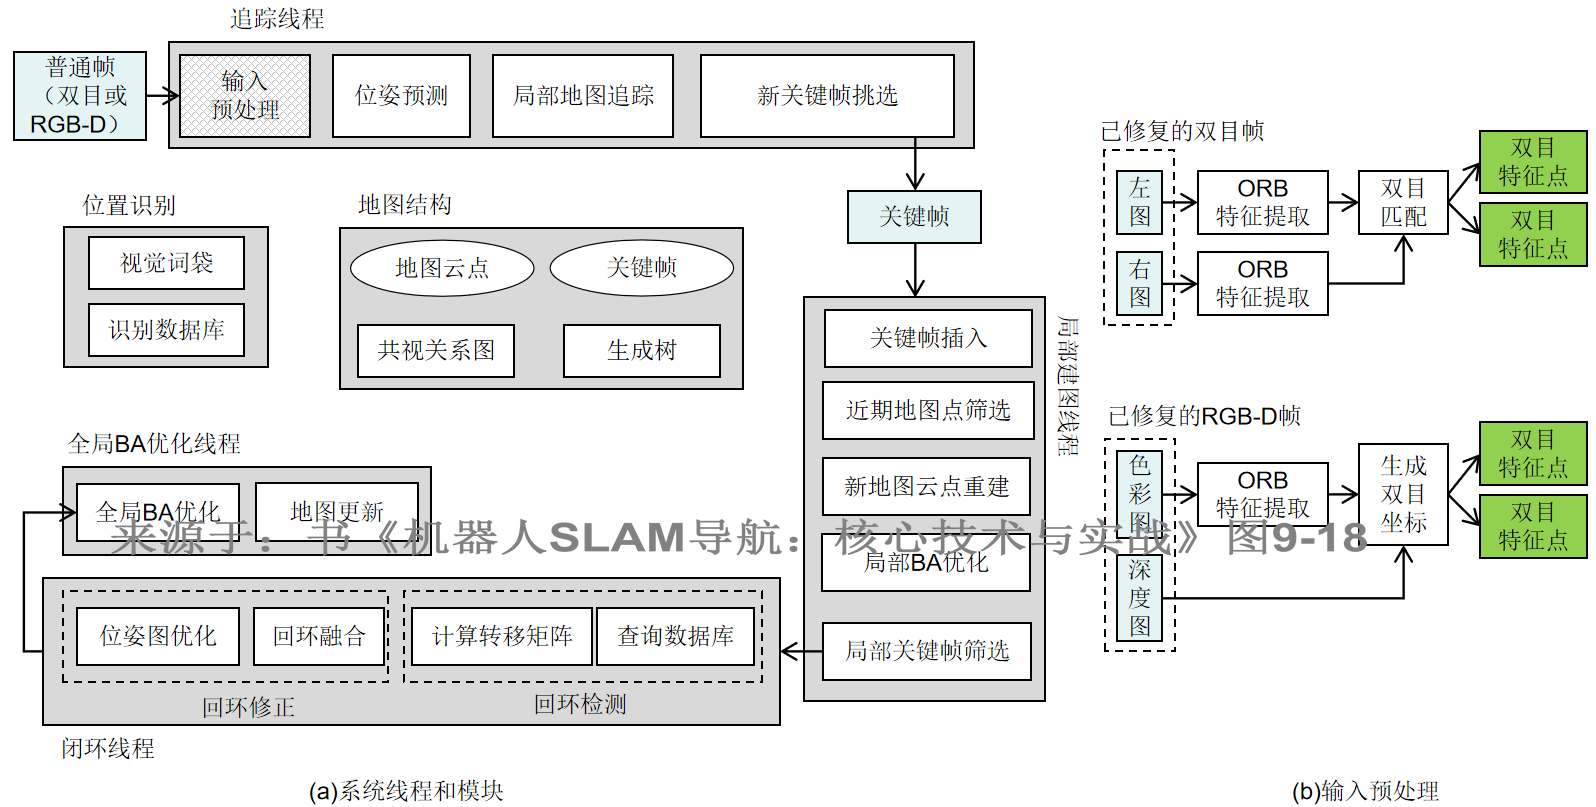 追踪线程
普通帧
（双目或
RGB-D）
输入
预处理
位姿预测
局部地图追踪
新关键帧挑选
关键帧
位置识别
视觉词袋
识别数据库
地图结构
地图云点
关键帧
共视关系图
生成树
局部建图线程
关键帧插入
近期地图点筛选
新地图云点重建
局部BA优化
局部关键帧筛选
全局BA优化线程
全局BA优化
地图更新
来源于：书《机器人SLAM导航：核心技术与实战》图9-18
位姿图优化
回环融合
回环修正
计算转移矩阵
查询数据库
回环检测
闭环线程
(a)系统线程和模块
已修复的双目帧
左
图
ORB
特征提取
右
图
ORB
特征提取
双目
匹配
双目
特征点
双目
特征点
已修复的RGB-D帧
色
彩
图
ORB
特征提取
深
度
图
生成
双目
坐标
双目
特征点
双目
特征点
(b)输入预处理